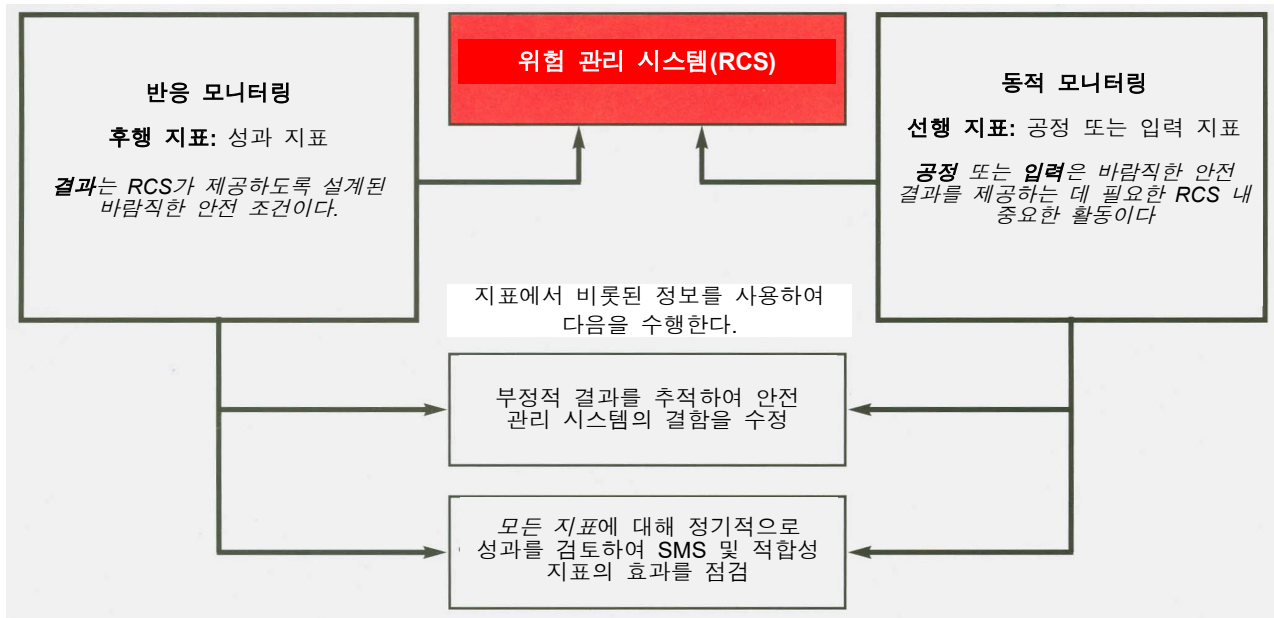 위험 관리 시스템(RCS)
반응 모니터링
후행 지표: 성과 지표
결과는 RCS가 제공하도록 설계된
바람직한 안전 조건이다.
동적 모니터링
선행 지표: 공정 또는 입력 지표
공정 또는 입력은 바람직한 안전
결과를 제공하는 데 필요한 RCS 내
중요한 활동이다
지표에서 비롯된 정보를 사용하여
다음을 수행한다.
부정적 결과를 추적하여 안전
관리 시스템의 결함을 수정
모든 지표에 대해 정기적으로
성과를 검토하여 SMS 및 적합성
지표의 효과를 점검